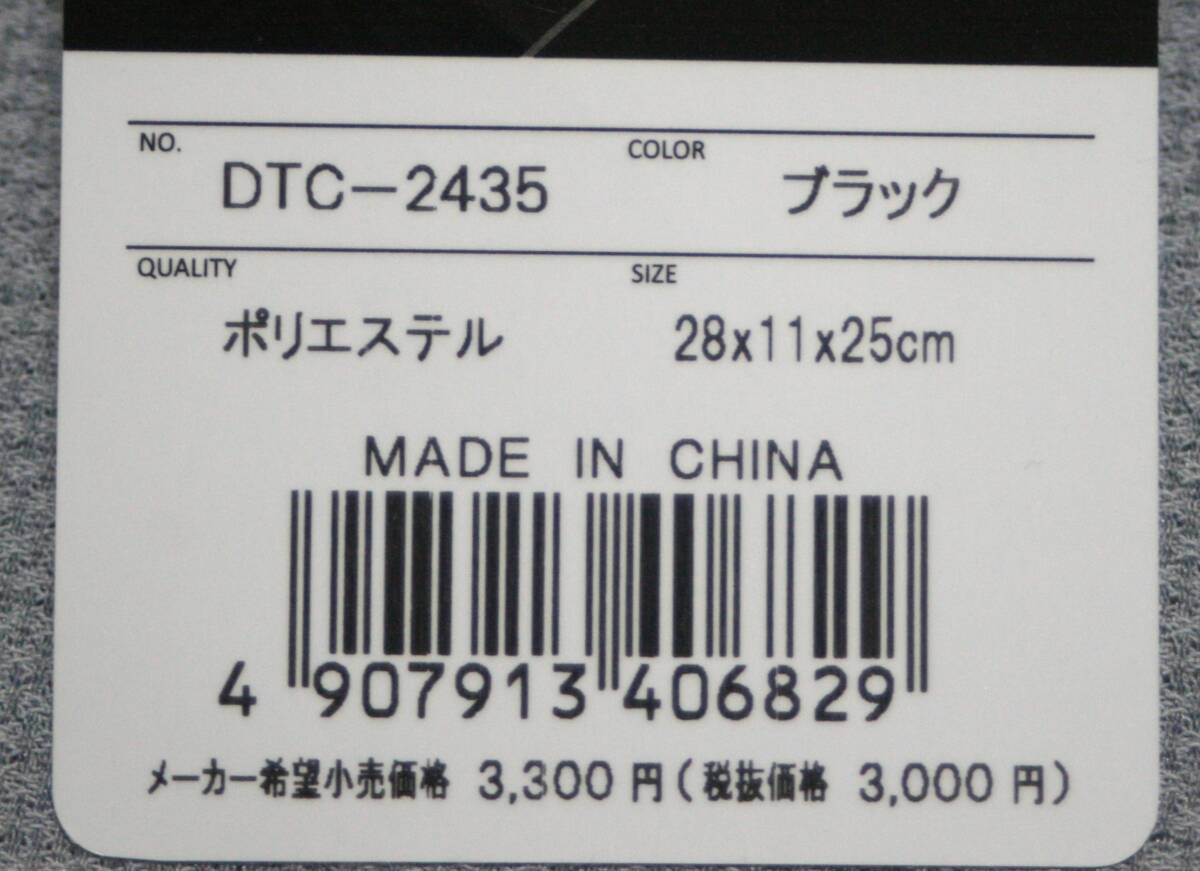 NO. COLOR
DTC-2435 ブラック
QUALITY SIZE
ポリエステル 28x11x25cm
MADE IN CHINA
4 907913 406829
メーカー希望小売価格 3,300 円(税抜価格 3,000 円)